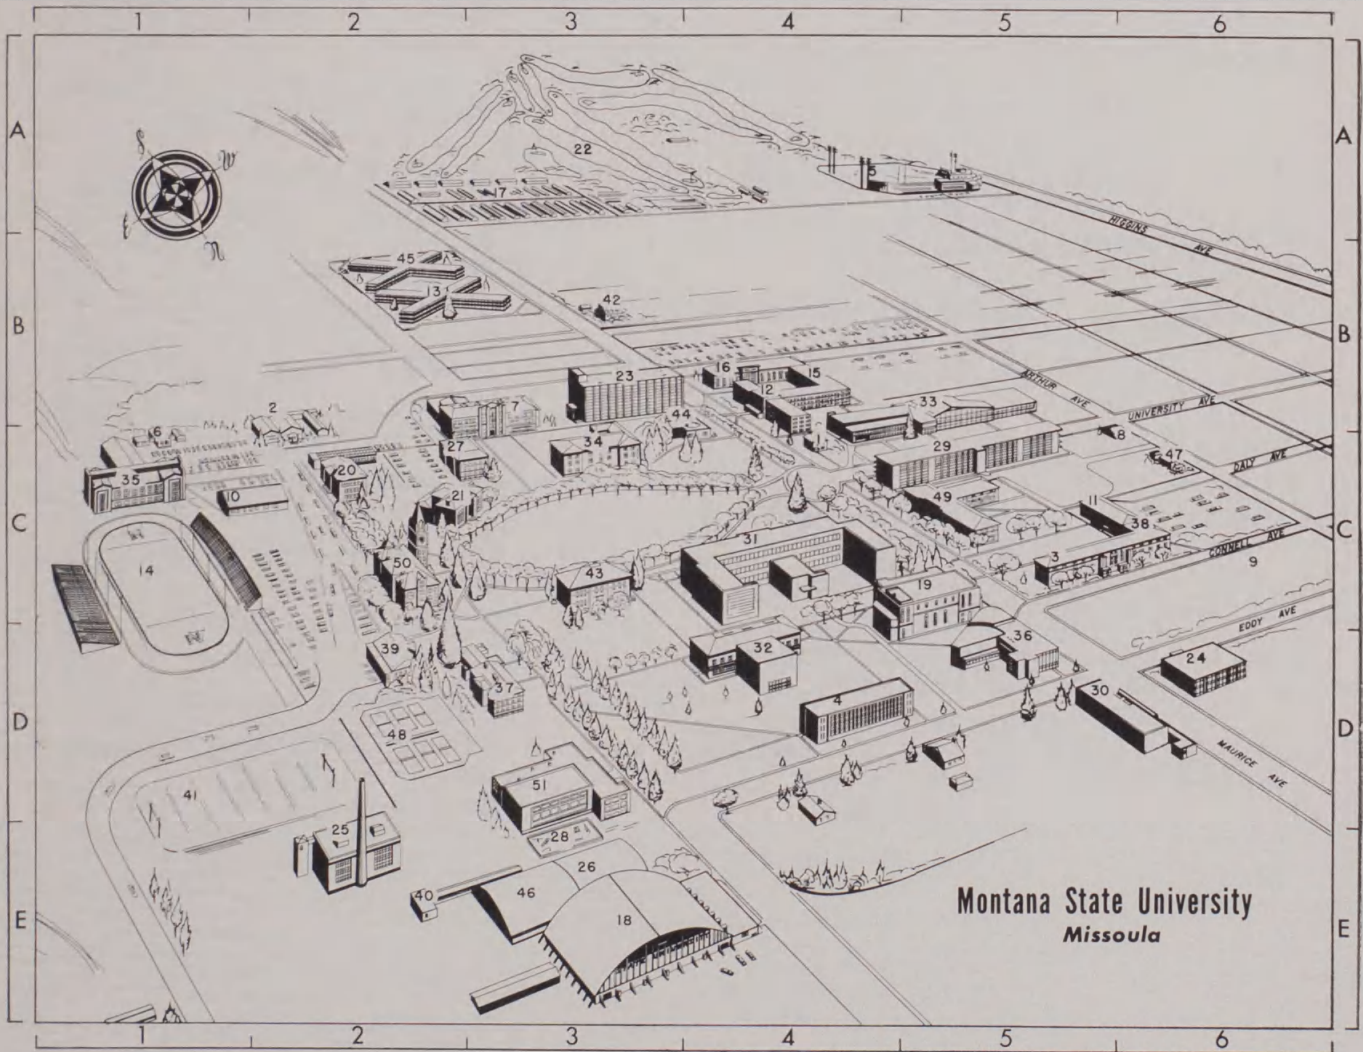 1 2 3 4 5 6
A A
S W
22
5
17
HIGGINS AVE
E N
45
13
42
B B
16 15
23
12
ARTHUR AVE
2 7 33
UNIVERSITY AVE
44 1
6 27 34 29 8
47
DALY AVE
35 20
10 21 49 11
C C
38
31 CONNELL AVE
3
14 50 43 19 9
EDDY AVE
39 32 36 24
37 30
4
D D
48
MAURICE AVE
41 51
25 28
26
40 46 18
E E
Montana State University
Missoula
1 2 3 4 5 6